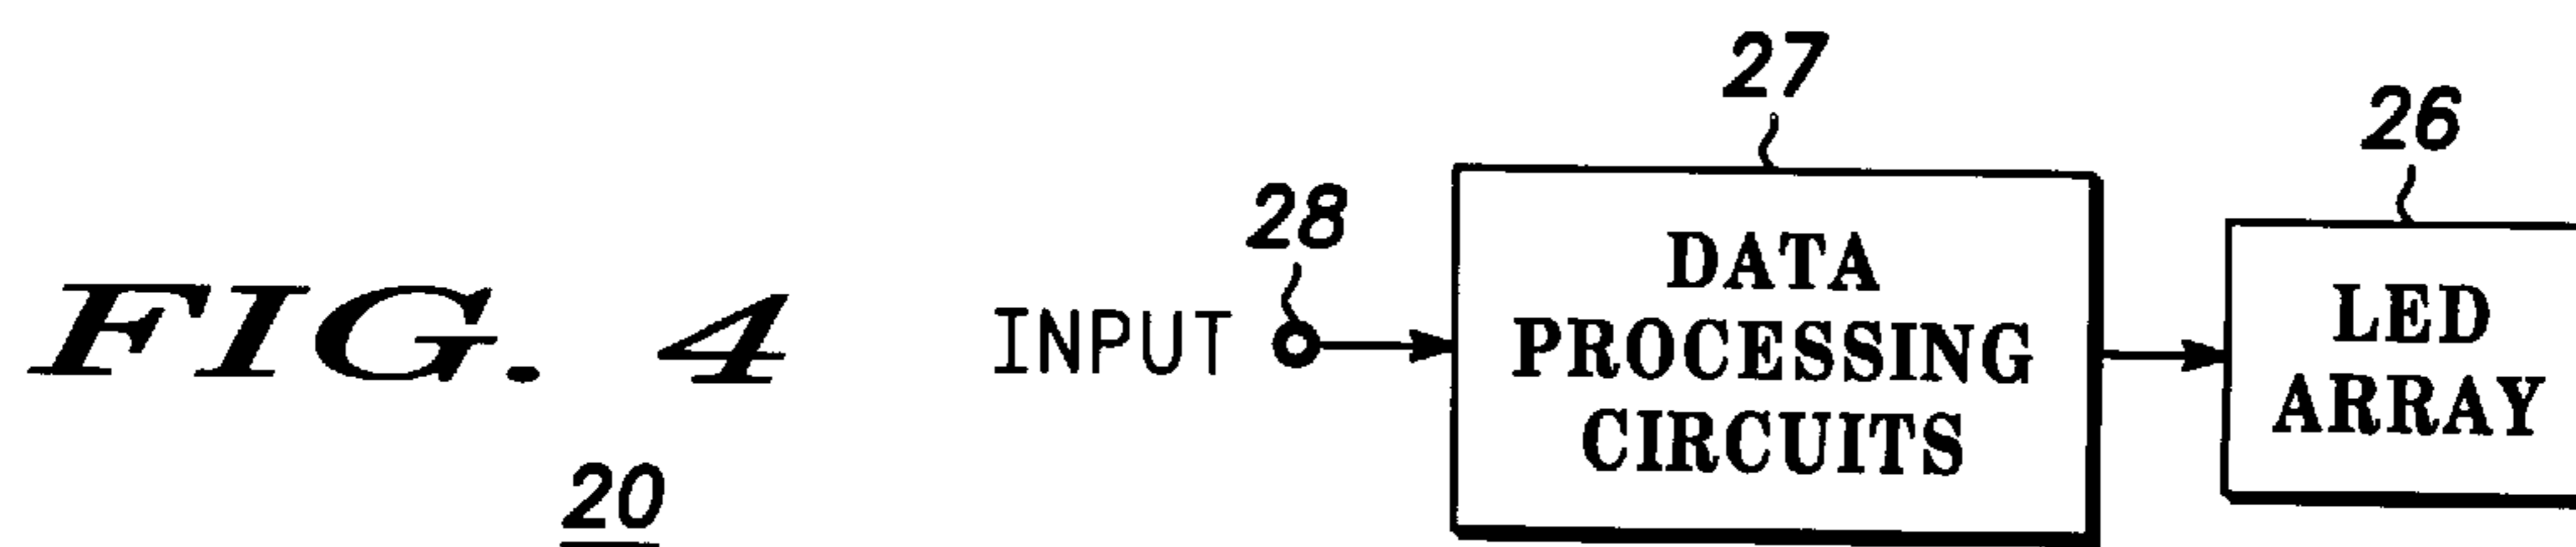 FIG. 4
20
INPUT
28
27
DATA
PROCESSING
CIRCUITS
26
LED
ARRAY